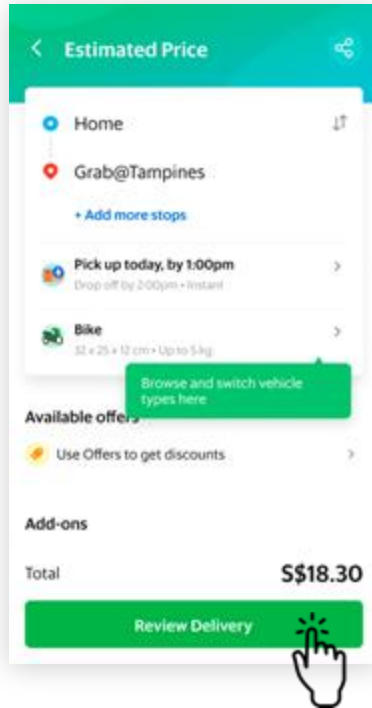 Estimated Price
Home
Grab@Tampines
+ Add more stops
Pick up today, by 1:00pm
Drop off by 2:00pm • Instant
Bike
32 x 25 x 12 cm • Up to 5 kg
Browse and switch vehicle
types here
Available offers
Use Offers to get discounts
Add-ons
Total
S$18.30
Review Delivery